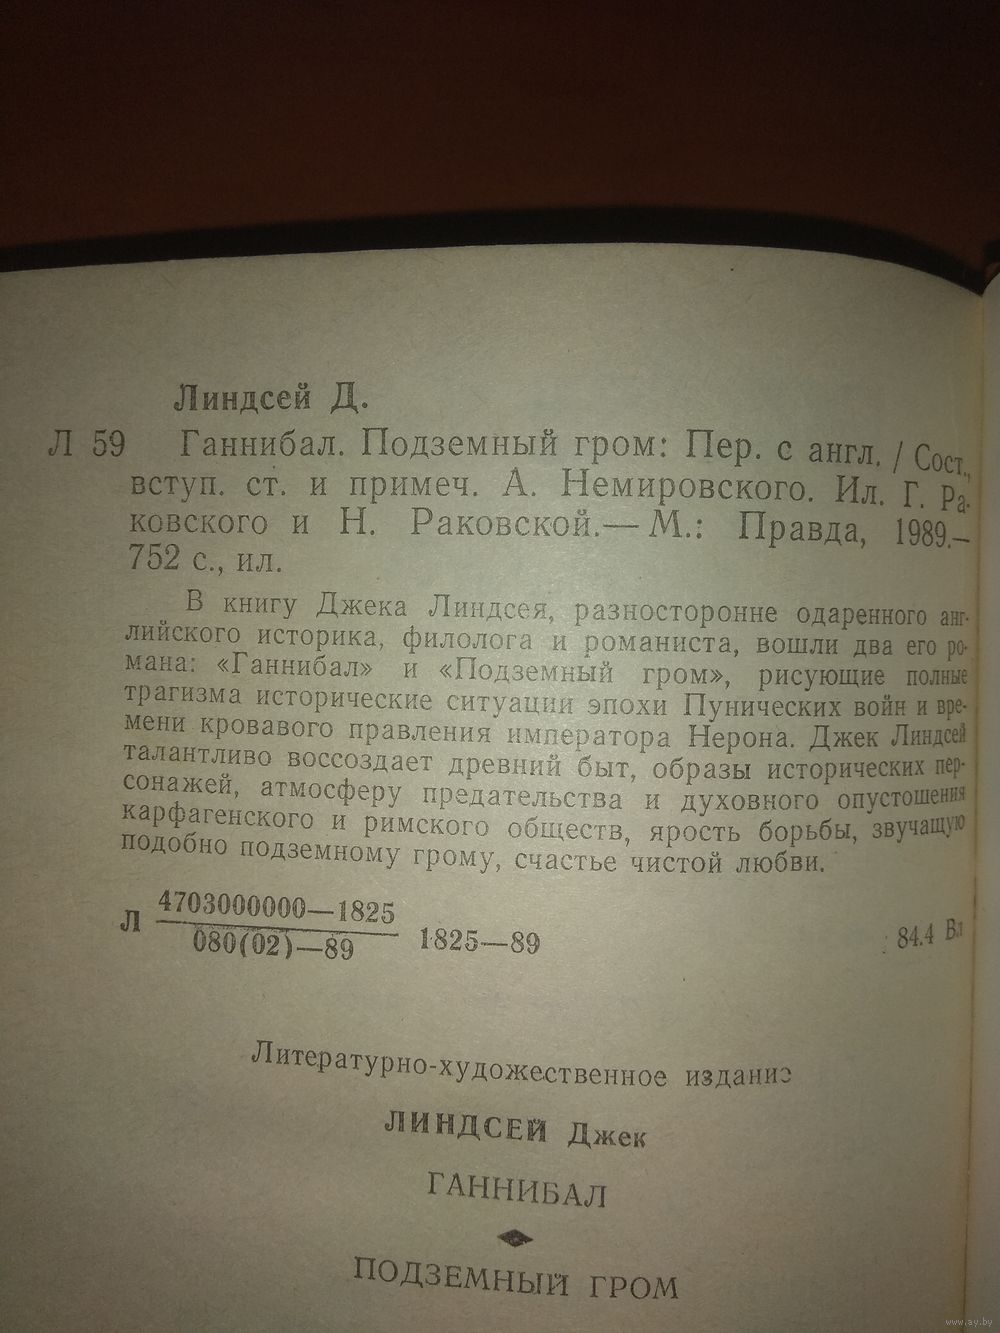 Линдсей Д.
Л 59 Ганнибал. Подземный гром: Пер. с англ. / Сост.,
вступ. ст. и примеч. А. Немировского. Ил. Г. Ра-
ковского и Н. Раковской.— М.: Правда, 1989.—
752 с., ил.
В книгу Джека Линдсея, разносторонне одаренного анг-
лийского историка, филолога и романиста, вошли два его ро-
мана: «Ганнибал» и «Подземный гром», рисующие полные
трагизма исторические ситуации эпохи Пунических войн и вре-
мени кровавого правления императора Нерона. Джек Линдсей
талантливо воссоздает древний быт, образы исторических пер-
сонажей, атмосферу предательства и духовного опустошения
карфагенского и римского обществ, ярость борьбы, звучащую
подобно подземному грому, счастье чистой любви.
Л 4703000000—1825
080(02)—89 1825—89 84.4 Вл
Литературно-художественное издание
ЛИНДСЕЙ Джек
ГАННИБАЛ
ПОДЗЕМНЫЙ ГРОМ
www.ay.by